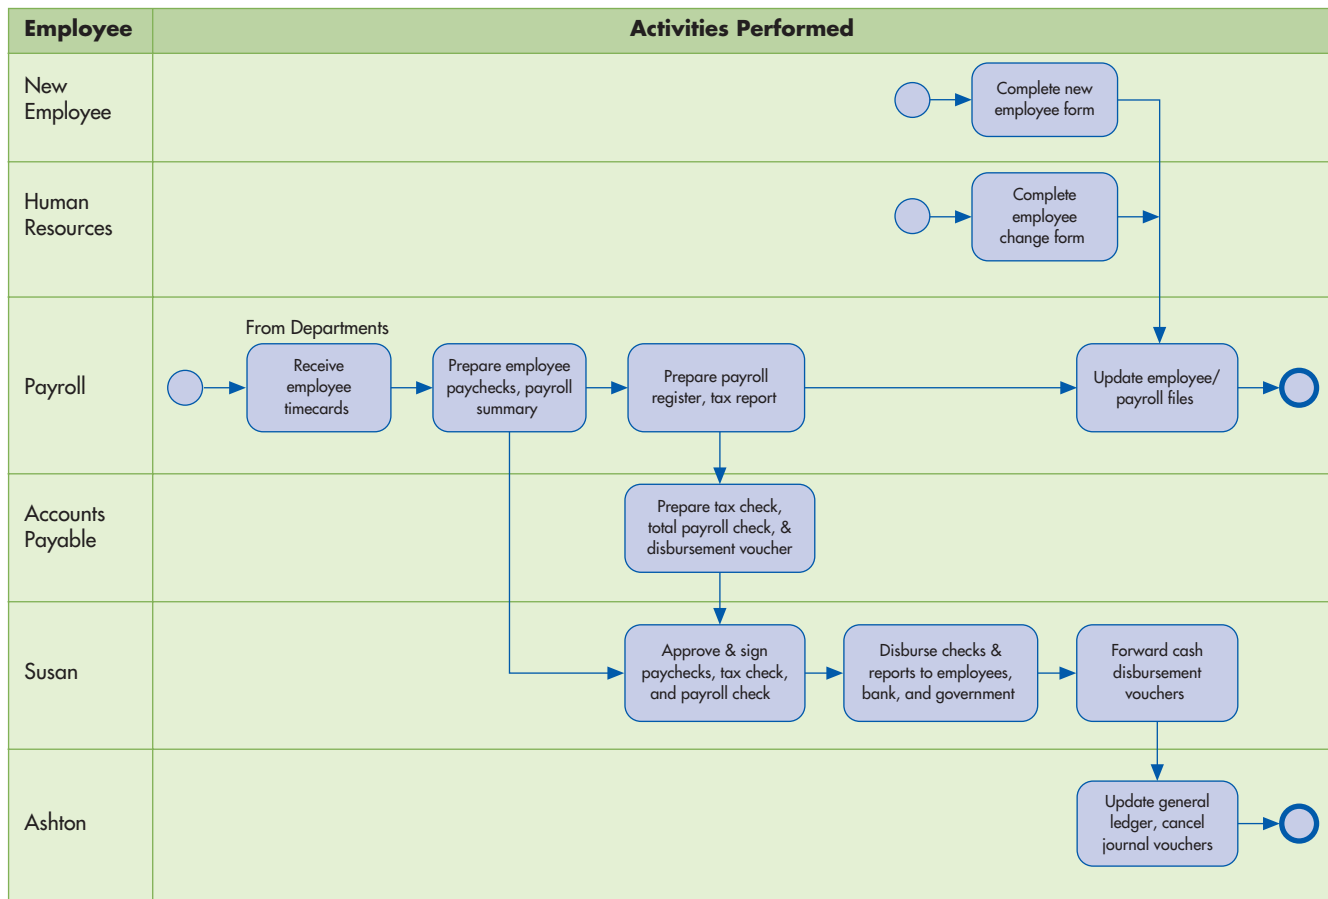 Employee
Activities Performed
New
Employee
Complete new
employee form
Human
Resources
Complete
employee
change form
Payroll
From Departments
Receive
employee
timecards
Prepare employee
paychecks, payroll
summary
Prepare payroll
register, tax report
Update employee/
payroll files
Accounts
Payable
Prepare tax check,
total payroll check, &
disbursement voucher
Susan
Approve & sign
paychecks, tax check,
and payroll check
Disburse checks &
reports to employees,
bank, and government
Forward cash
disbursement
vouchers
Ashton
Update general
ledger, cancel
journal vouchers